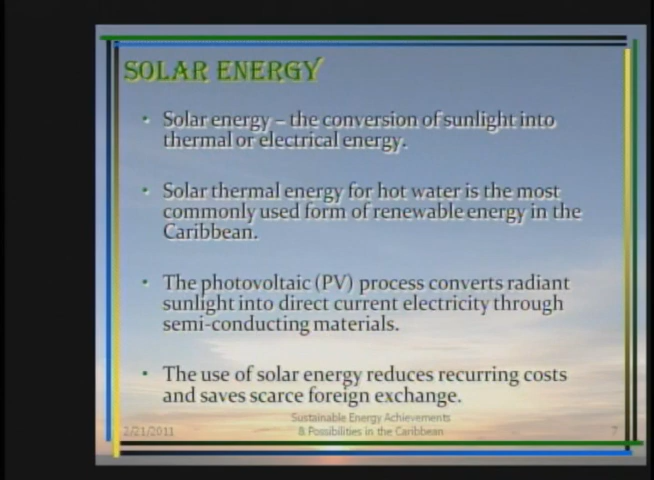 SOLAR ENERGY
• Solar energy – the conversion of sunlight into
thermal or electrical energy.
• Solar thermal energy for hot water is the most
commonly used form of renewable energy in the
Caribbean.
• The photovoltaic (PV) process converts radiant
sunlight into direct current electricity through
semi-conducting materials.
• The use of solar energy reduces recurring costs
and saves scarce foreign exchange.
2/21/2011
Sustainable Energy Achievements
& Possibilities in the Caribbean
7